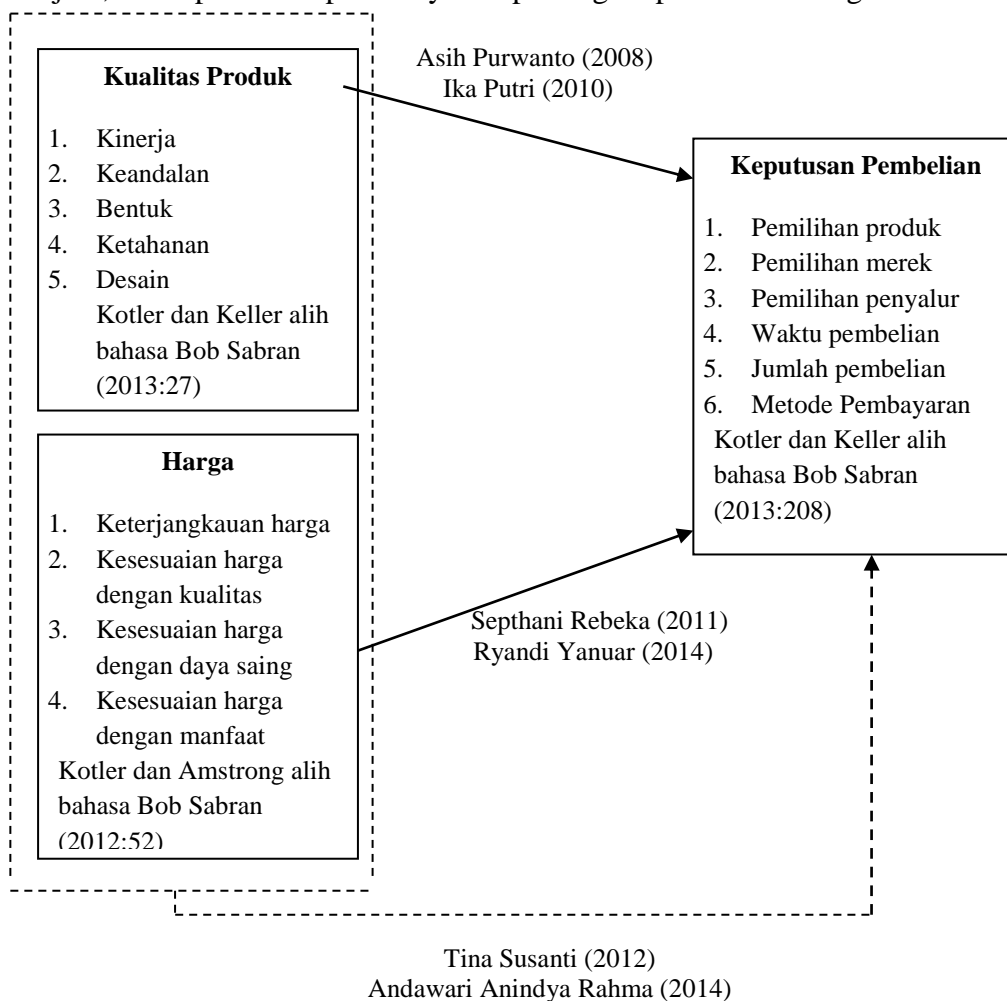 Asih Purwanto (2008)
Ika Putri (2010)
Kualitas Produk
1. Kinerja
2. Keandalan
3. Bentuk
4. Ketahanan
5. Desain
Kotler dan Keller alih
bahasa Bob Sabran
(2013:27)
Keputusan Pembelian
1. Pemilihan produk
2. Pemilihan merek
3. Pemilihan penyalur
4. Waktu pembelian
5. Jumlah pembelian
6. Metode Pembayaran
Kotler dan Keller alih
bahasa Bob Sabran
(2013:208)
Harga
1. Keterjangkauan harga
2. Kesesuaian harga
dengan kualitas
3. Kesesuaian harga
dengan daya saing
4. Kesesuaian harga
dengan manfaat
Kotler dan Amstrong alih
bahasa Bob Sabran
(2012:52)
Septhani Rebeka (2011)
Ryandi Yanuar (2014)
Tina Susanti (2012)
Andawari Anindya Rahma (2014)